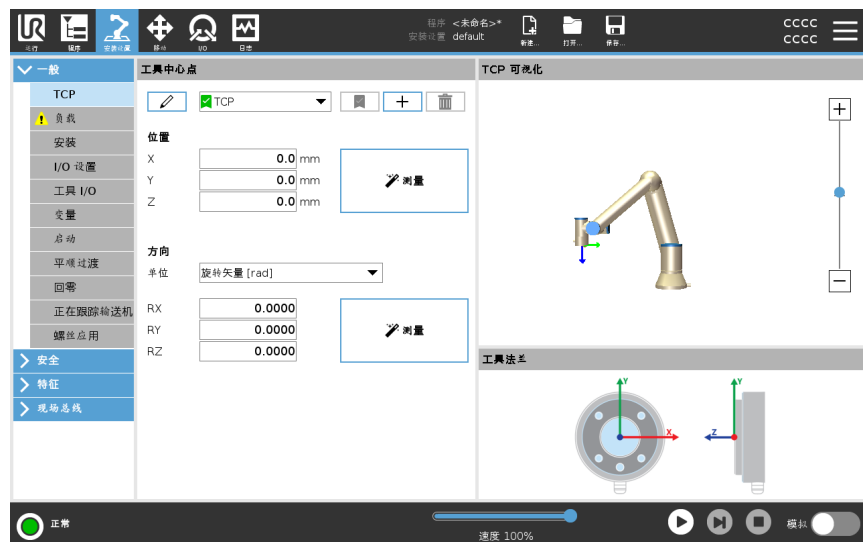 UR
运行
程序
安装设置
移动
I/O
日志
程序 <未命名>*
安装设置 default
新建...
打开...
保存...
cccc
cccc
一般
TCP
负载
安装
I/O 设置
工具 I/O
变量
启动
平顺过渡
回零
正在跟踪输送机
螺丝应用
安全
特征
现场总线
工具中心点
TCP
位置
X 0.0 mm
Y 0.0 mm
Z 0.0 mm
测量
方向
单位 旋转矢量 [rad]
RX 0.0000
RY 0.0000
RZ 0.0000
测量
TCP 可视化
工具法兰
Y
X
Y
Z
正常
速度 100%
模拟